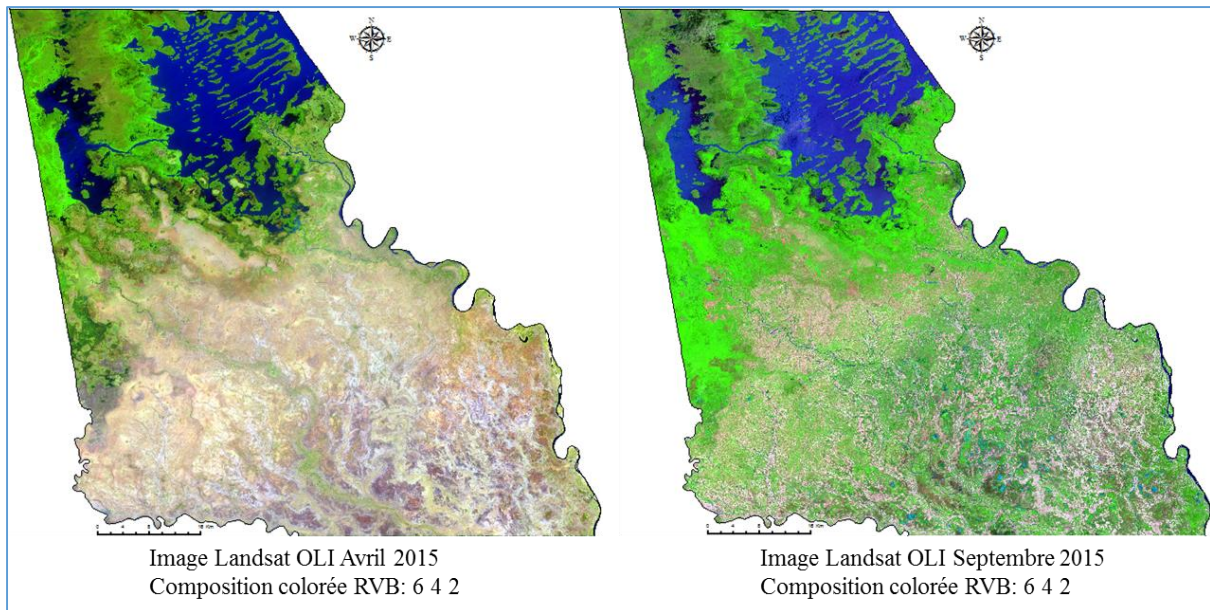 N
W E
S
N
W E
S
Image Landsat OLI Avril 2015
Composition colorée RVB: 6 4 2
Image Landsat OLI Septembre 2015
Composition colorée RVB: 6 4 2